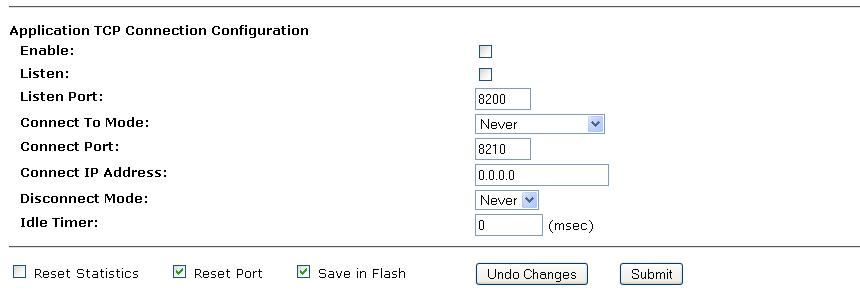 Application TCP Connection Configuration
Enable:
Listen:
Listen Port: 8200
Connect To Mode: Never
Connect Port: 8210
Connect IP Address: 0.0.0.0
Disconnect Mode: Never
Idle Timer: 0 (msec)
Reset Statistics Reset Port Save in Flash Undo Changes Submit